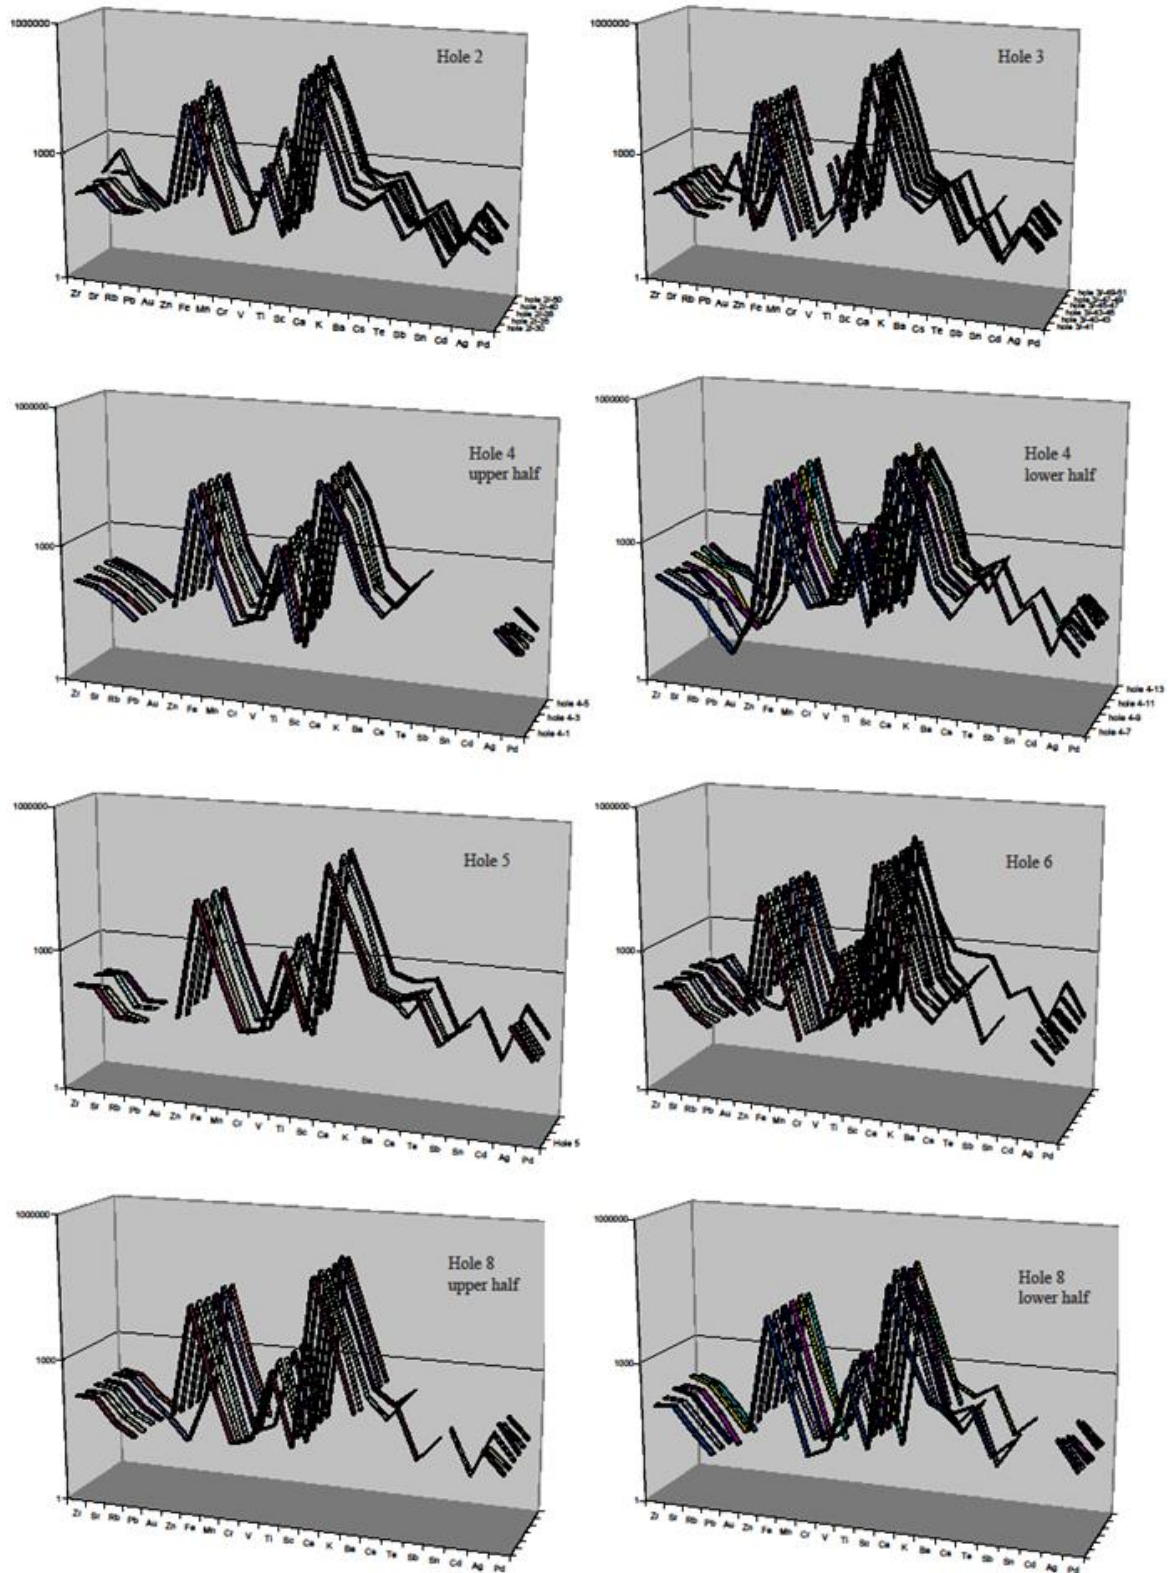 1000000
Hole 2
1000
1
Zr Sr Rb Pb Au Zn Fe Mn Cr V Ti Sc Ca K Ba Cs Te Sb Sn Cd Ag Pd
1000000
Hole 3
1000
1
Zr Sr Rb Pb Au Zn Fe Mn Cr V Ti Sc Ca K Ba Cs Te Sb Sn Cd Ag Pd
1000000
Hole 4
upper half
1000
1
Zr Sr Rb Pb Au Zn Fe Mn Cr V Ti Sc Ca K Ba Cs Te Sb Sn Cd Ag Pd
hole 4-5
hole 4-3
hole 4-1
1000000
Hole 4
lower half
1000
1
Zr Sr Rb Pb Au Zn Fe Mn Cr V Ti Sc Ca K Ba Cs Te Sb Sn Cd Ag Pd
hole 4-13
hole 4-11
hole 4-9
hole 4-7
1000000
Hole 5
1000
1
Zr Sr Rb Pb Au Zn Fe Mn Cr V Ti Sc Ca K Ba Cs Te Sb Sn Cd Ag Pd
Hole 5
1000000
Hole 6
1000
1
Zr Sr Rb Pb Au Zn Fe Mn Cr V Ti Sc Ca K Ba Cs Te Sb Sn Cd Ag Pd
1000000
Hole 8
upper half
1000
1
Zr Sr Rb Pb Au Zn Fe Mn Cr V Ti Sc Ca K Ba Cs Te Sb Sn Cd Ag Pd
1000000
Hole 8
lower half
1000
1
Zr Sr Rb Pb Au Zn Fe Mn Cr V Ti Sc Ca K Ba Cs Te Sb Sn Cd Ag Pd